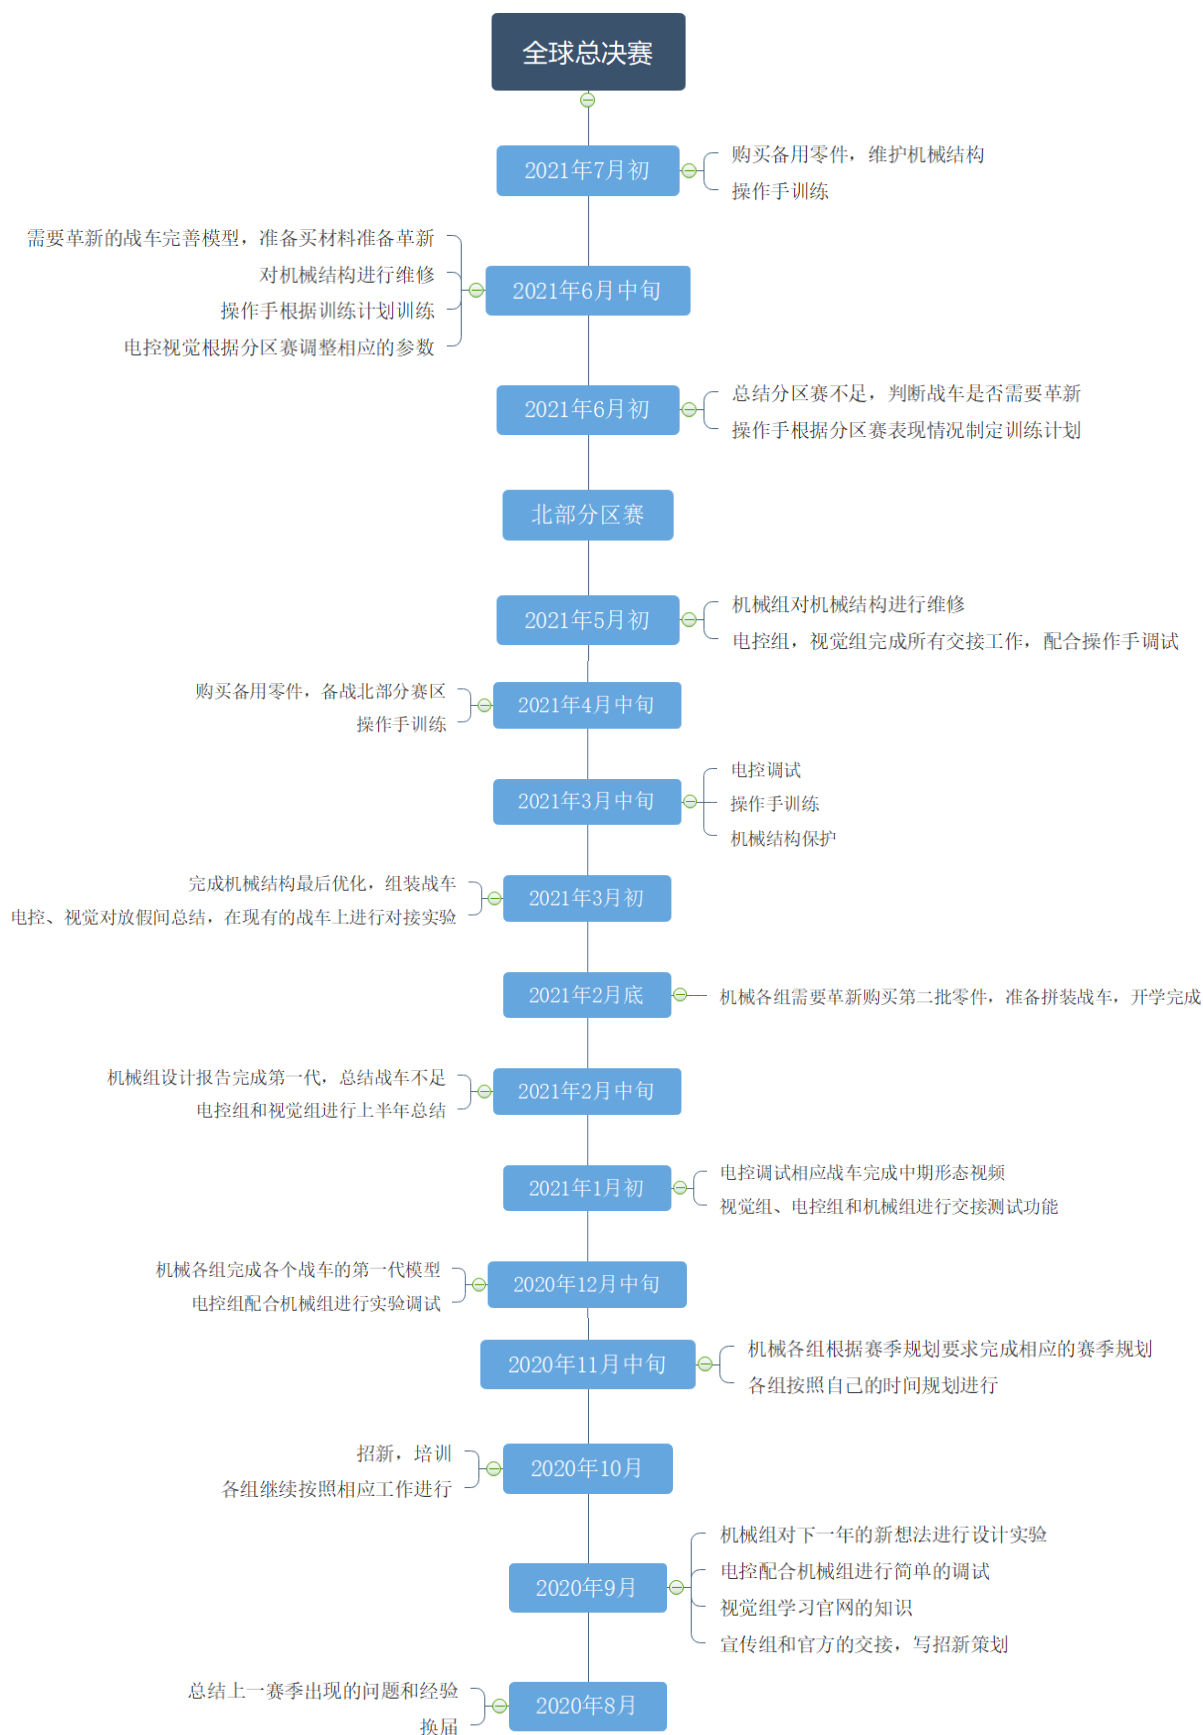 全球总决赛
2021年7月初
购买备用零件，维护机械结构
操作手训练
需要革新的战车完善模型，准备买材料准备革新
对机械结构进行维修
操作手根据训练计划训练
电控视觉根据分区赛调整相应的参数
2021年6月中旬
2021年6月初
总结分区赛不足，判断战车是否需要革新
操作手根据分区赛表现情况制定训练计划
北部分区赛
2021年5月初
机械组对机械结构进行维修
电控组，视觉组完成所有交接工作，配合操作手调试
购买备用零件，备战北部分赛区
操作手训练
2021年4月中旬
2021年3月中旬
电控调试
操作手训练
机械结构保护
完成机械结构最后优化，组装战车
电控、视觉对放假间总结，在现有的战车上进行对接实验
2021年3月初
2021年2月底
机械各组需要革新购买第二批零件，准备拼装战车，开学完成
机械组设计报告完成第一代，总结战车不足
电控组和视觉组进行上半年总结
2021年2月中旬
2021年1月初
电控调试相应战车完成中期形态视频
视觉组、电控组和机械组进行交接测试功能
机械各组完成各个战车的第一代模型
电控组配合机械组进行实验调试
2020年12月中旬
2020年11月中旬
机械各组根据赛季规划要求完成相应的赛季规划
各组按照自己的时间规划进行
招新，培训
各组继续按照相应工作进行
2020年10月
2020年9月
机械组对下一年的新想法进行设计实验
电控配合机械组进行简单的调试
视觉组学习官网的知识
宣传组和官方的交接，写招新策划
总结上一赛季出现的问题和经验
换届
2020年8月